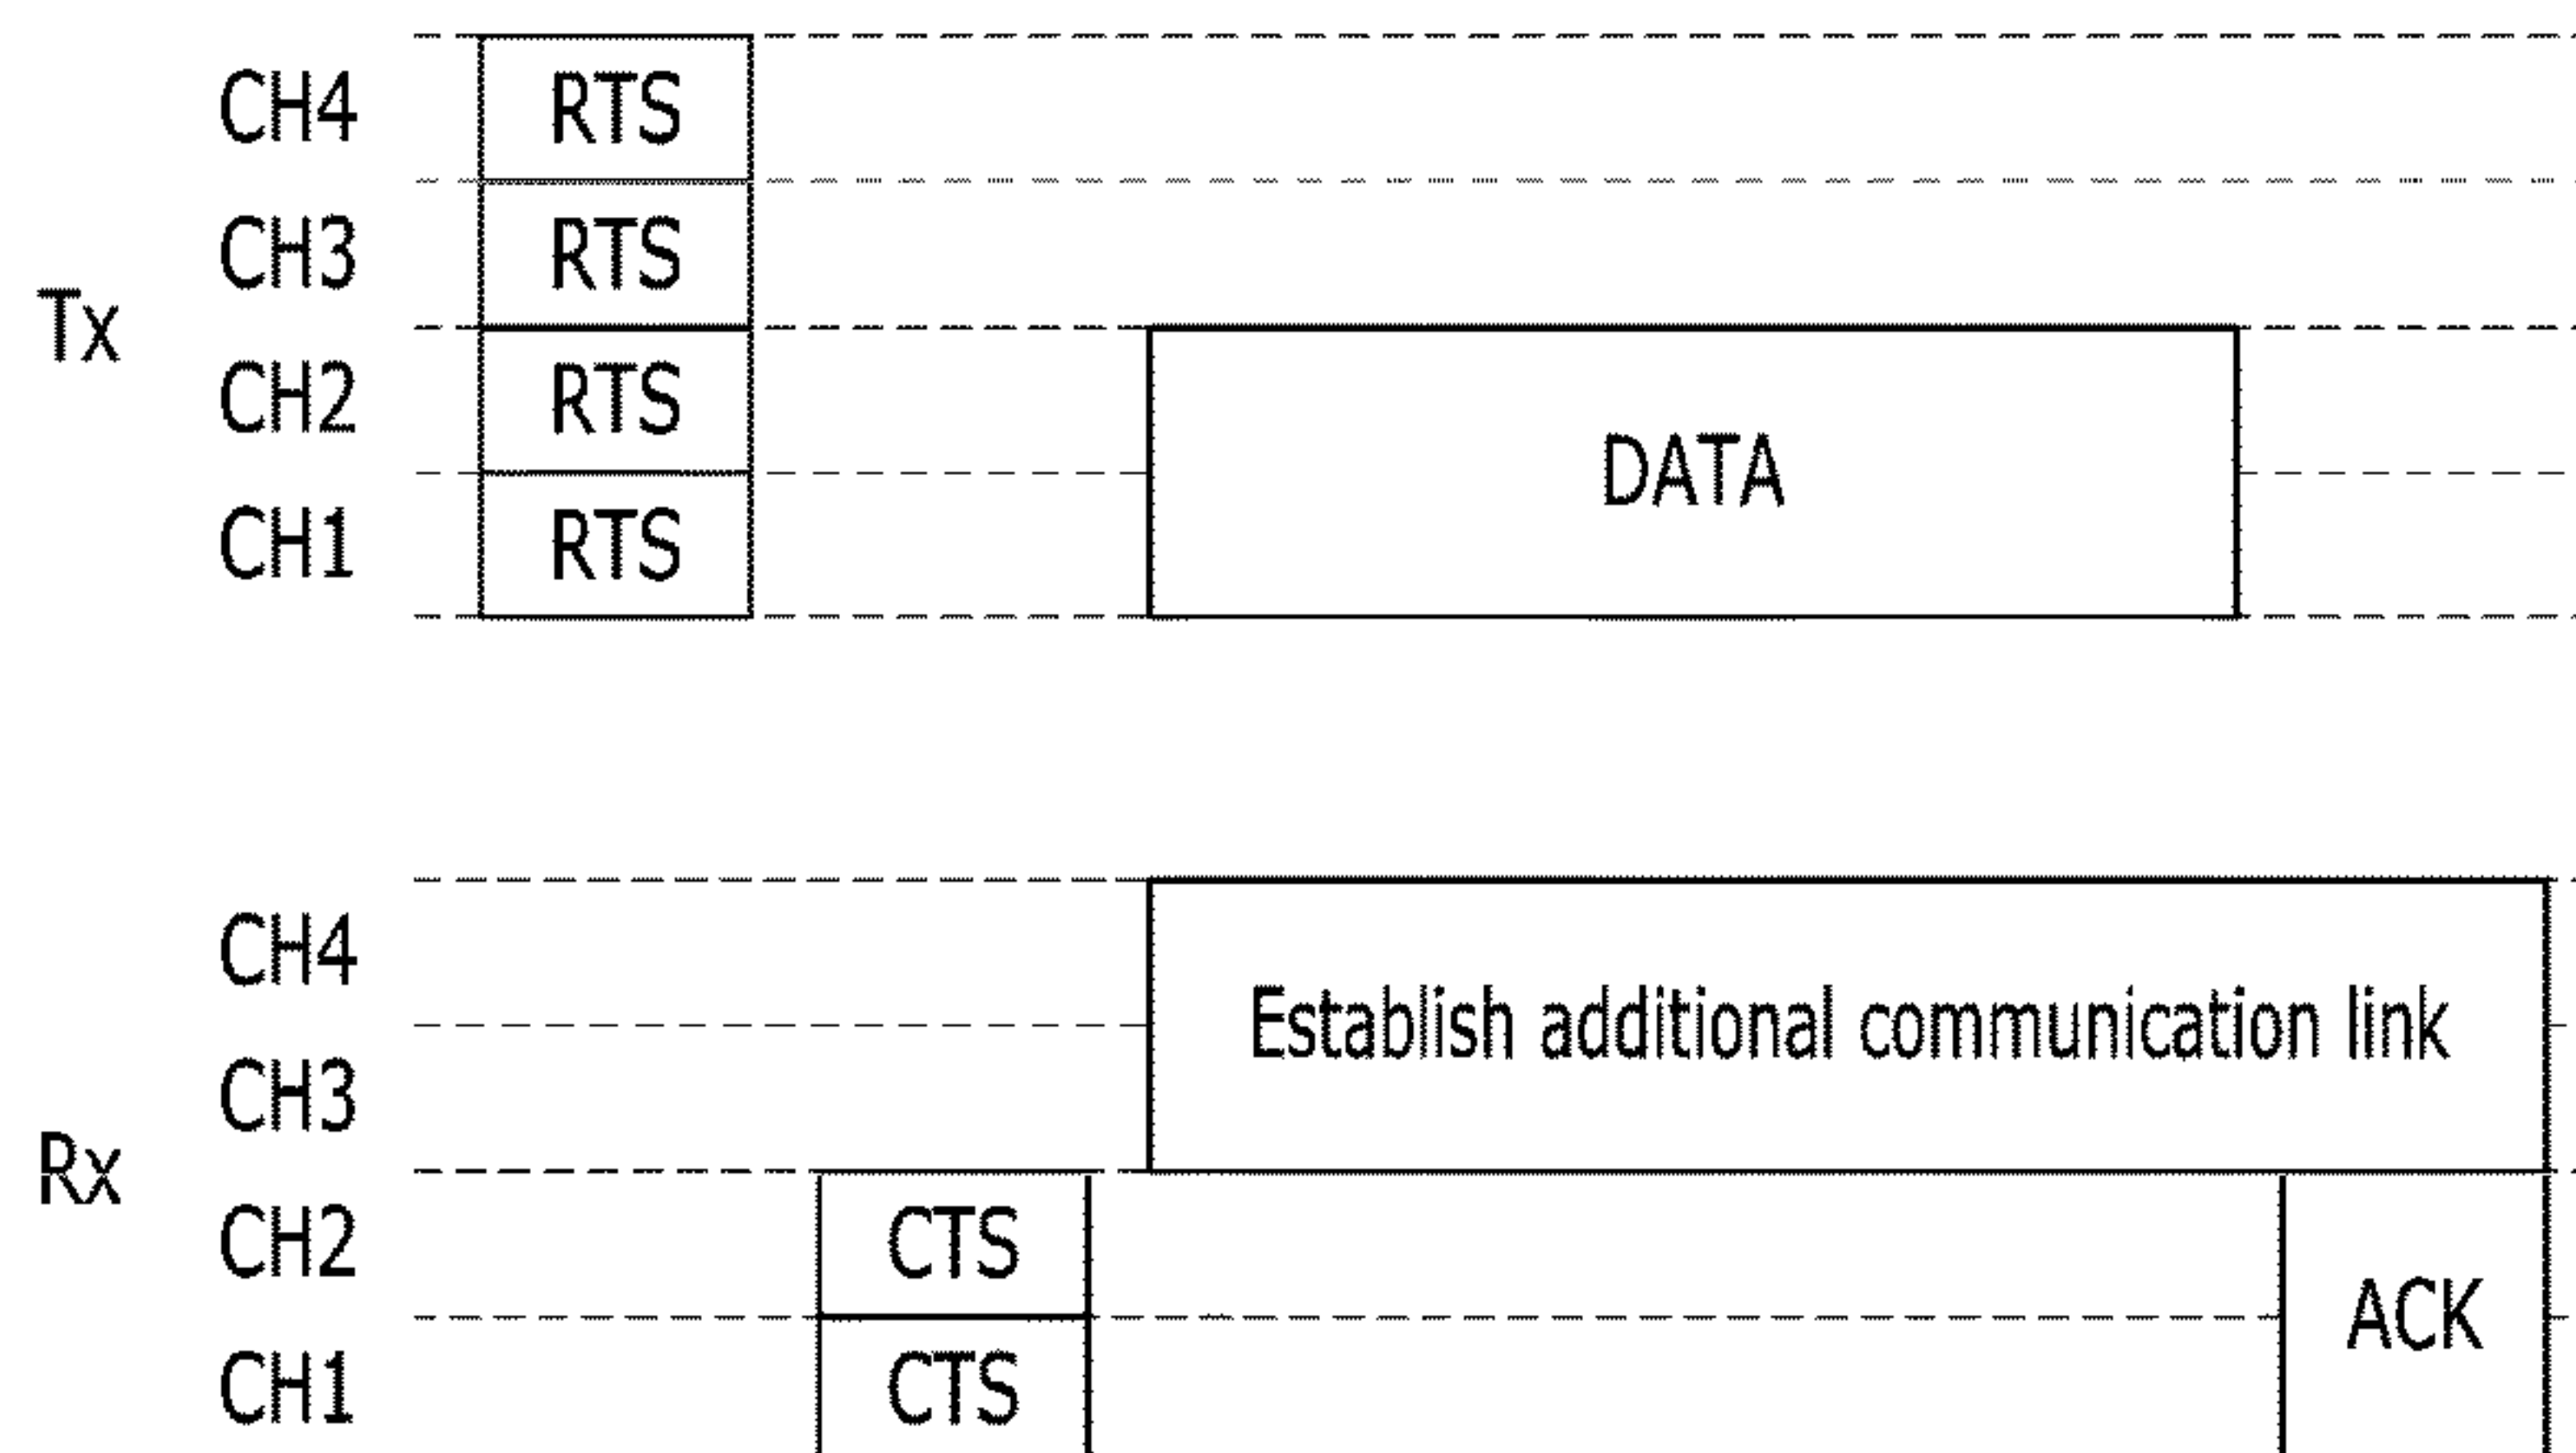 CH4 RTS
CH3 RTS
Tx
CH2 RTS
DATA
CH1 RTS
CH4
Establish additional communication link
CH3
Rx
CH2 CTS
ACK
CH1 CTS